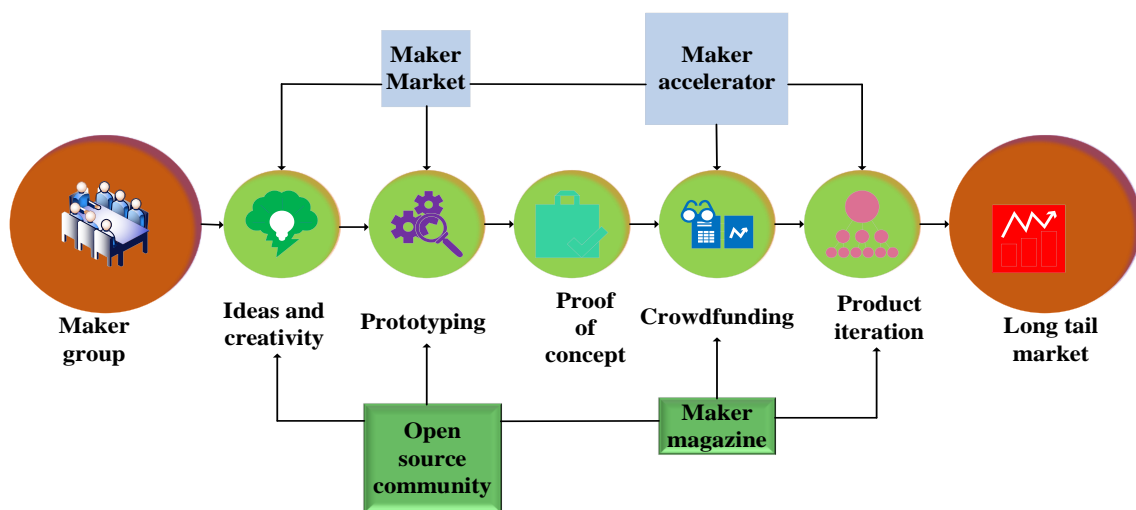 Maker
Market
Maker
accelerator
Maker
group
Ideas and
creativity
Prototyping
Proof
of
concept
Crowdfunding
Product
iteration
Long tail
market
Open
source
community
Maker
magazine